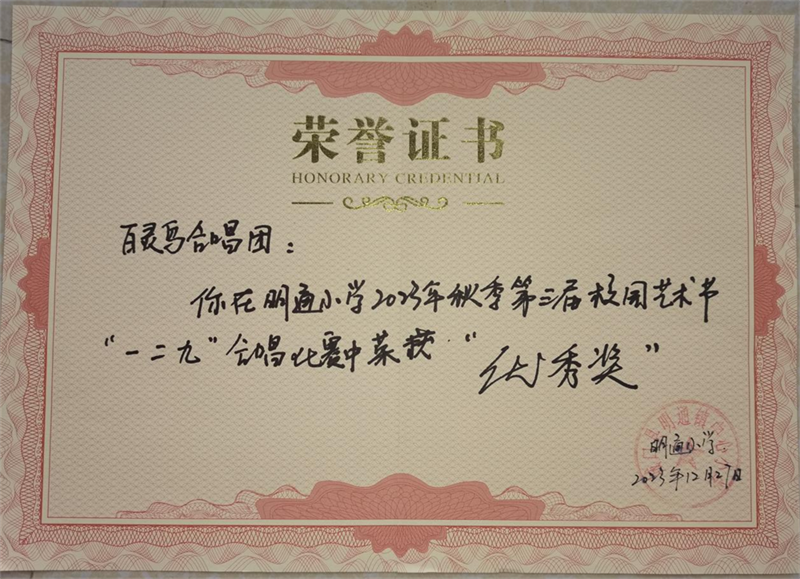 荣誉证书
HONORARY CREDENTIAL
百灵鸟合唱团：
你在明通小学2023年秋季第三届校园艺术节
“一二九”合唱比赛中荣获“优秀奖”
明通小学
2023年12月27日